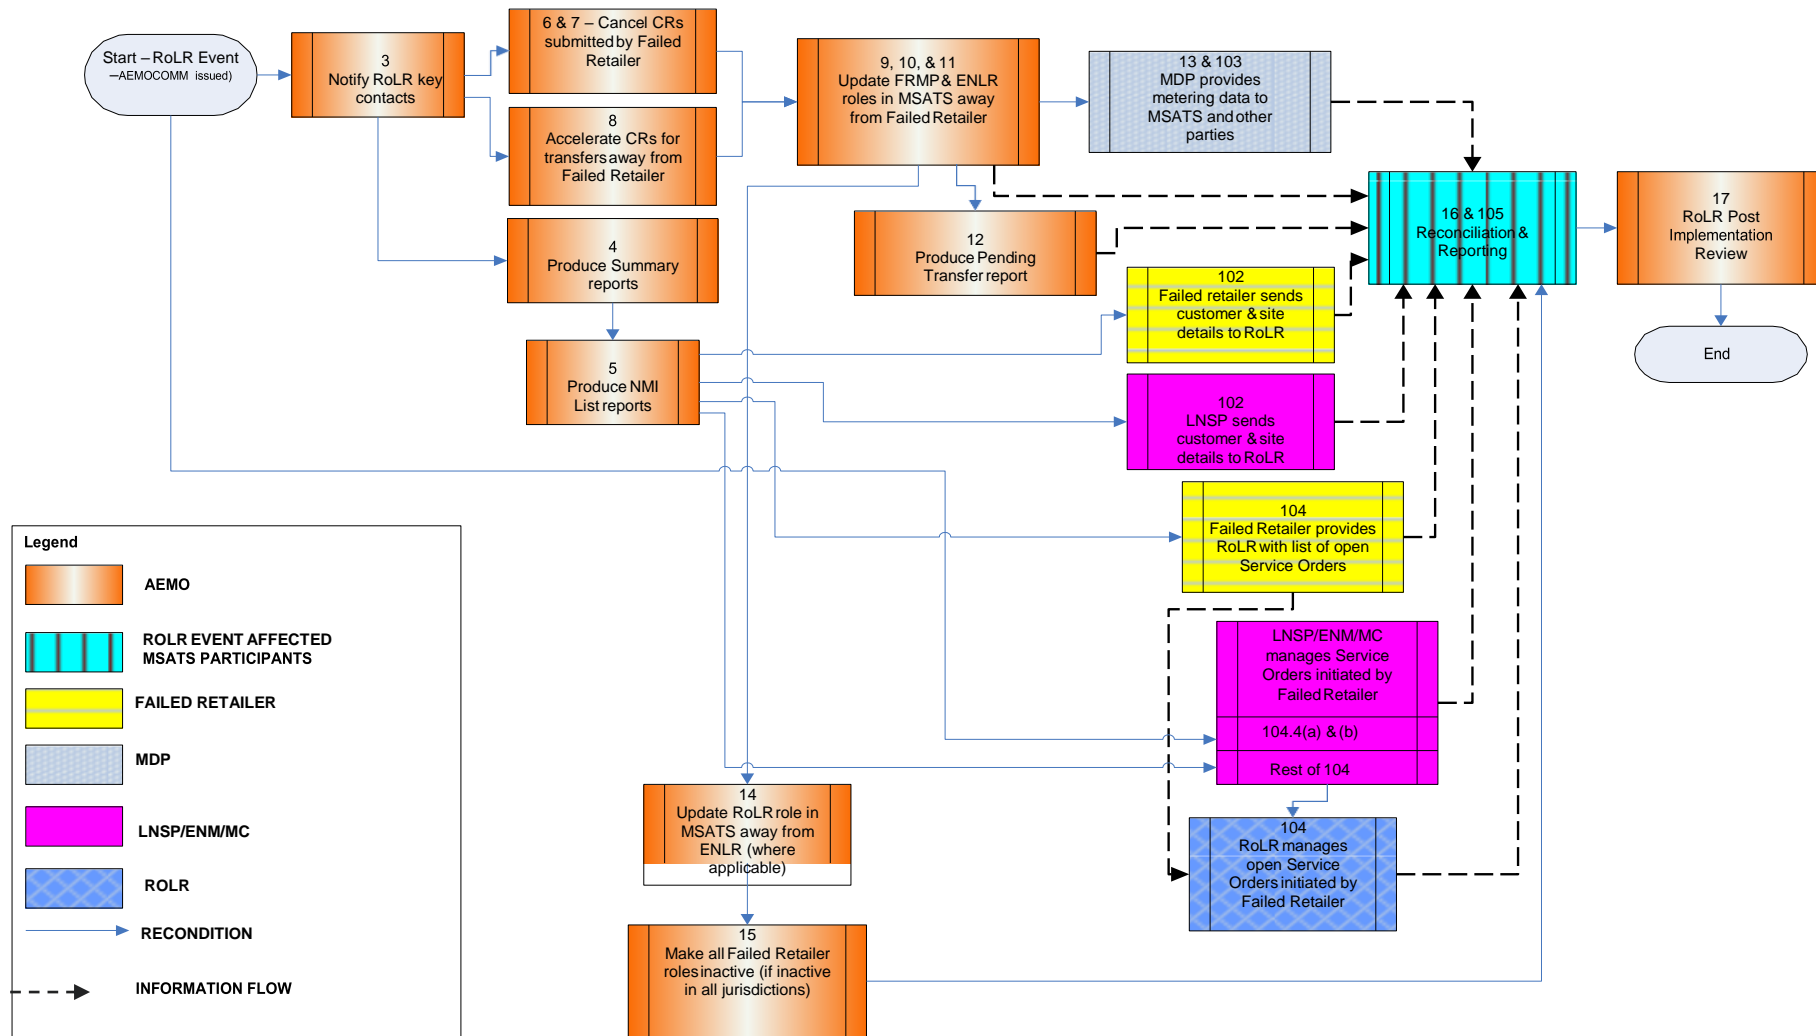 Start – RoLR Event
–AEMOCOMM issued)
3
Notify RoLR key
contacts
6 & 7 – Cancel CRs
submitted by Failed
Retailer
8
Accelerate CRs for
transfers away from
Failed Retailer
4
Produce Summary
reports
5
Produce NMI
List reports
9, 10, & 11
Update FRMP & ENLR
roles in MSATS away
from Failed Retailer
12
Produce Pending
Transfer report
13 & 103
MDP provides
metering data to
MSATS and other
parties
16 & 105
Reconciliation &
Reporting
17
RoLR Post
Implementation
Review
End
102
Failed retailer sends
customer & site
details to RoLR
102
LNSP sends
customer & site
details to RoLR
104
Failed Retailer provides
RoLR with list of open
Service Orders
LNSP/ENM/MC
manages Service
Orders initiated by
Failed Retailer
104.4(a) & (b)
Rest of 104
104
RoLR manages
open Service
Orders initiated by
Failed Retailer
14
Update RoLR role in
MSATS away from
ENLR (where
applicable)
15
Make all Failed Retailer
roles inactive (if inactive
in all jurisdictions)
Legend
AEMO
ROLR EVENT AFFECTED
MSATS PARTICIPANTS
FAILED RETAILER
MDP
LNSP/ENM/MC
ROLR
RECONDITION
INFORMATION FLOW